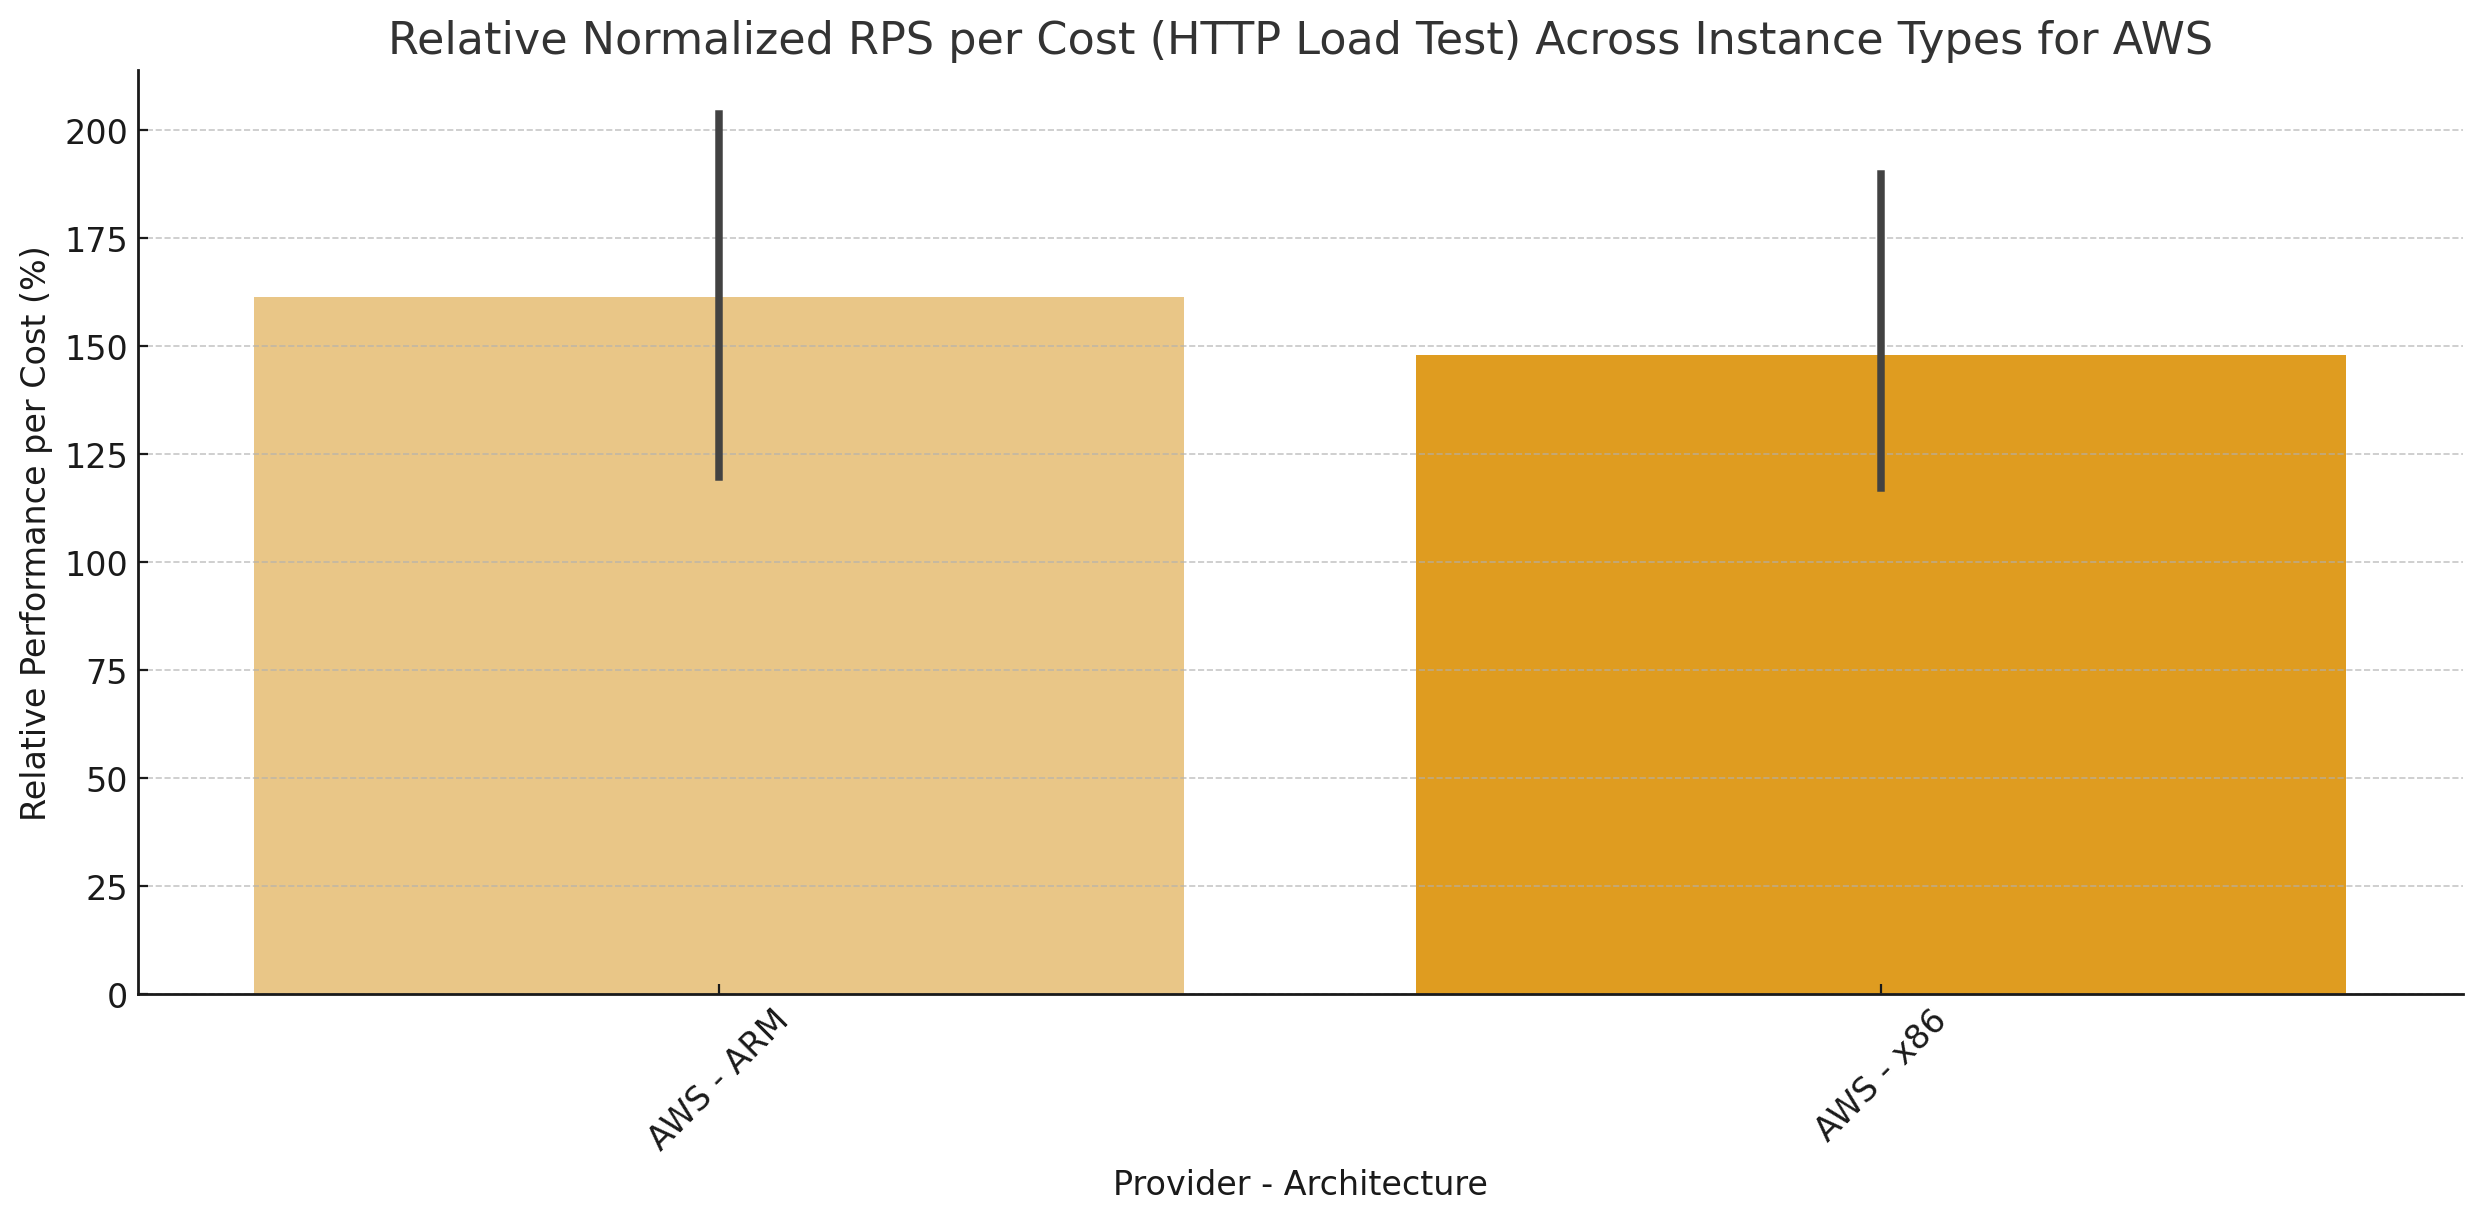 Relative Normalized RPS per Cost (HTTP Load Test) Across Instance Types for AWS
Relative Performance per Cost (%)
200
175
150
125
100
75
50
25
0
AWS - ARM
AWS - x86
Provider - Architecture